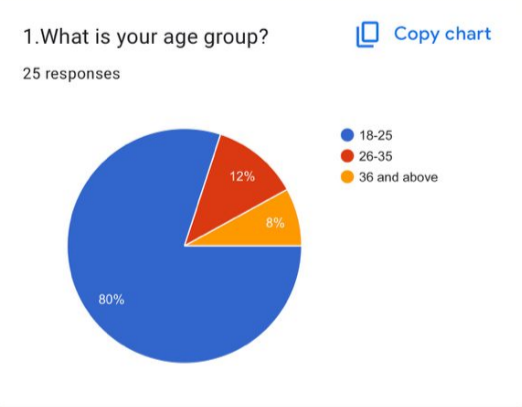 1.What is your age group?
Copy chart
25 responses
18-25
26-35
36 and above
12%
8%
80%